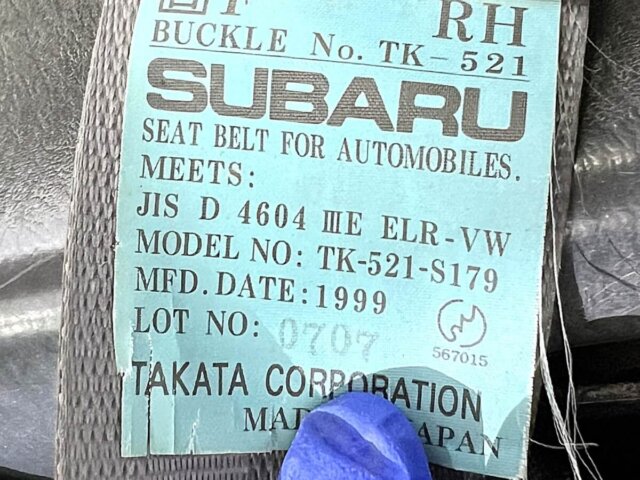 F RH
BUCKLE No. TK-521
SUBARU
SEAT BELT FOR AUTOMOBILES.
MEETS:
JIS D 4604 ⅢE ELR-VW
MODEL NO: TK-521-S179
MFD. DATE: 1999
LOT NO: 0707
567015
TAKATA CORPORATION
JAPAN